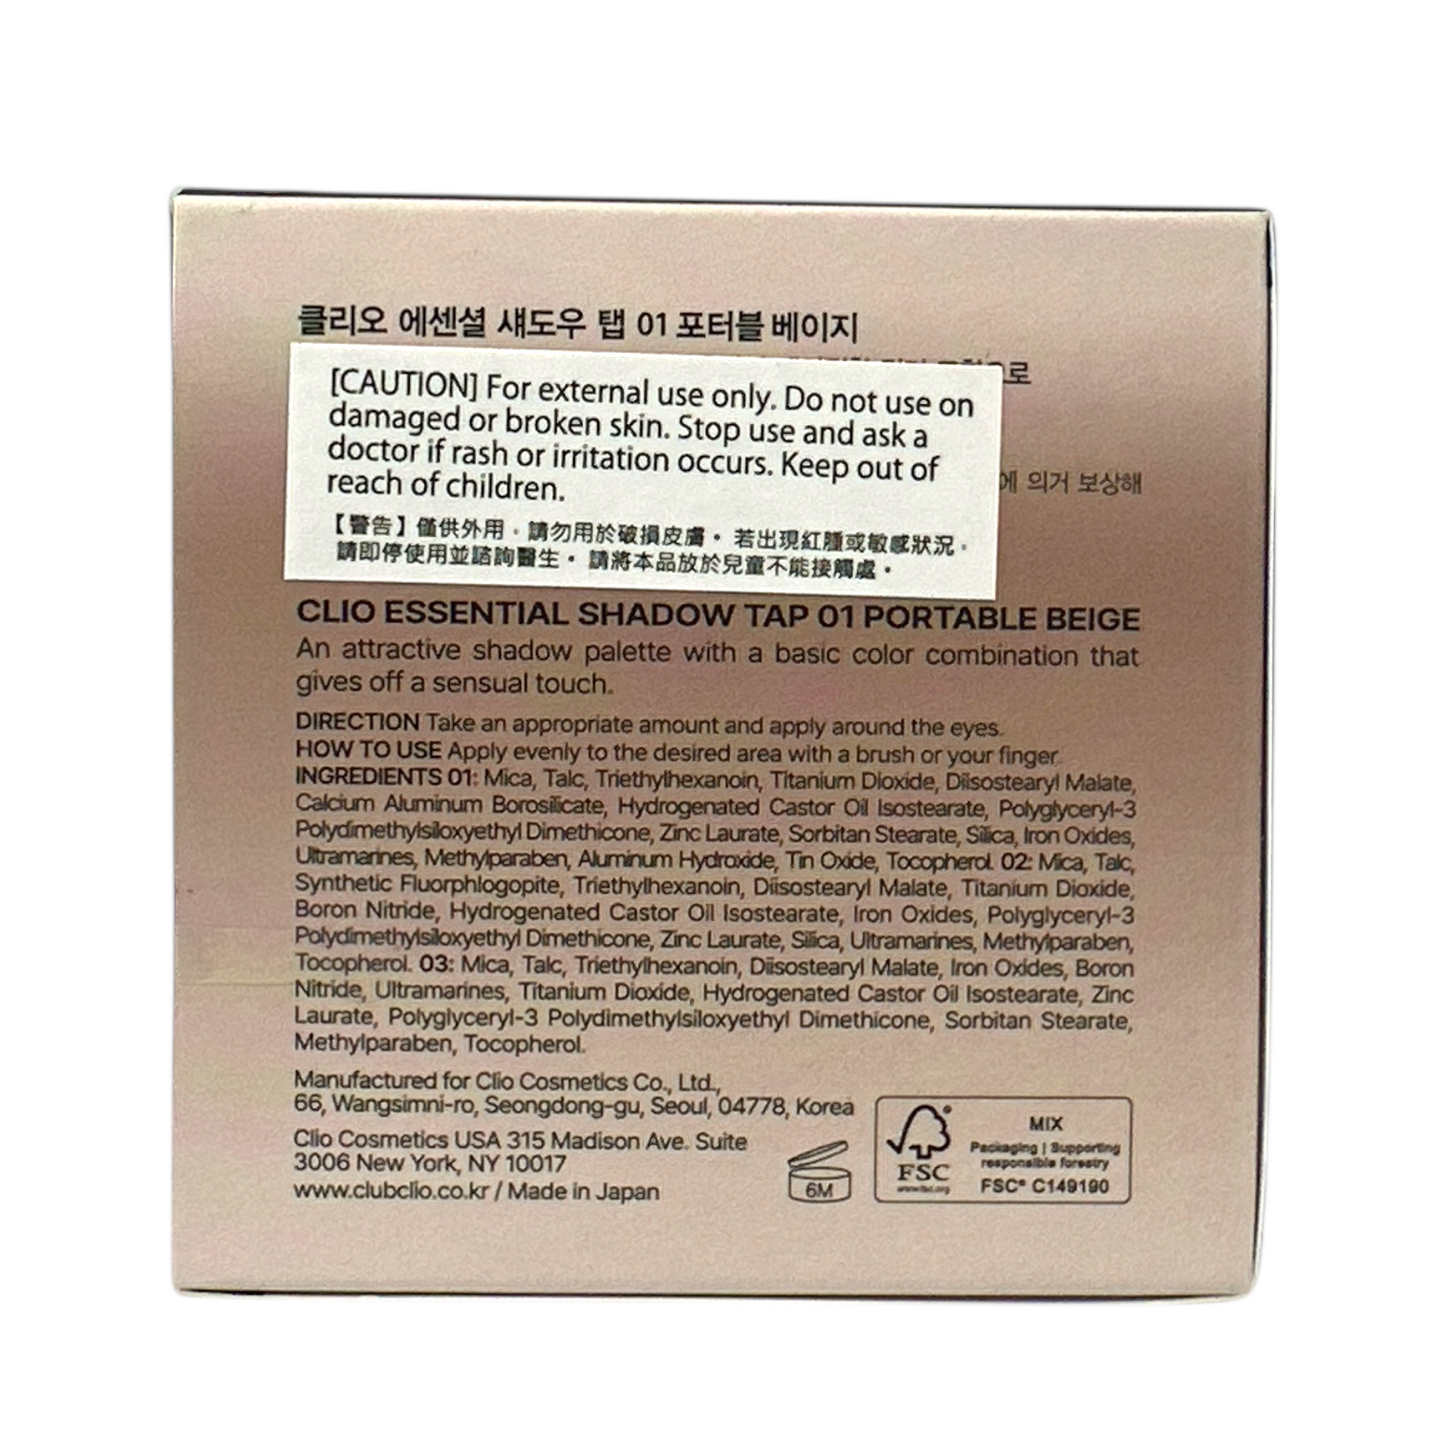 클리오 에센셜 섀도우 탭 01 포터블 베이지
[CAUTION] For external use only. Do not use on
damaged or broken skin. Stop use and ask a
doctor if rash or irritation occurs. Keep out of
reach of children.
【警告】僅供外用，請勿用於破損皮膚。 若出現紅腫或敏感狀況，
請即停使用並諮詢醫生。 請將本品放於兒童不能接觸處。
의거 보상해
CLIO ESSENTIAL SHADOW TAP 01 PORTABLE BEIGE
An attractive shadow palette with a basic color combination that
gives off a sensual touch.
DIRECTION Take an appropriate amount and apply around the eyes.
HOW TO USE Apply evenly to the desired area with a brush or your finger.
INGREDIENTS 01: Mica, Talc, Triethylhexanoin, Titanium Dioxide, Diisostearyl Malate,
Calcium Aluminum Borosilicate, Hydrogenated Castor Oil Isostearate, Polyglyceryl-3
Polydimethylsiloxyethyl Dimethicone, Zinc Laurate, Sorbitan Stearate, Silica, Iron Oxides,
Ultramarines, Methylparaben, Aluminum Hydroxide, Tin Oxide, Tocopherol. 02: Mica, Talc,
Synthetic Fluorphlogopite, Triethylhexanoin, Diisostearyl Malate, Titanium Dioxide,
Boron Nitride, Hydrogenated Castor Oil Isostearate, Iron Oxides, Polyglyceryl-3
Polydimethylsiloxyethyl Dimethicone, Zinc Laurate, Silica, Ultramarines, Methylparaben,
Tocopherol. 03: Mica, Talc, Triethylhexanoin, Diisostearyl Malate, Iron Oxides, Boron
Nitride, Ultramarines, Titanium Dioxide, Hydrogenated Castor Oil Isostearate, Zinc
Laurate, Polyglyceryl-3 Polydimethylsiloxyethyl Dimethicone, Sorbitan Stearate,
Methylparaben, Tocopherol.
Manufactured for Clio Cosmetics Co., Ltd.,
66, Wangsimni-ro, Seongdong-gu, Seoul, 04778, Korea
Clio Cosmetics USA 315 Madison Ave. Suite
3006 New York, NY 10017
www.clubclio.co.kr / Made in Japan
6M
FSC
www.fsc.org
MIX
Packaging | Supporting
responsible forestry
FSC® C149190